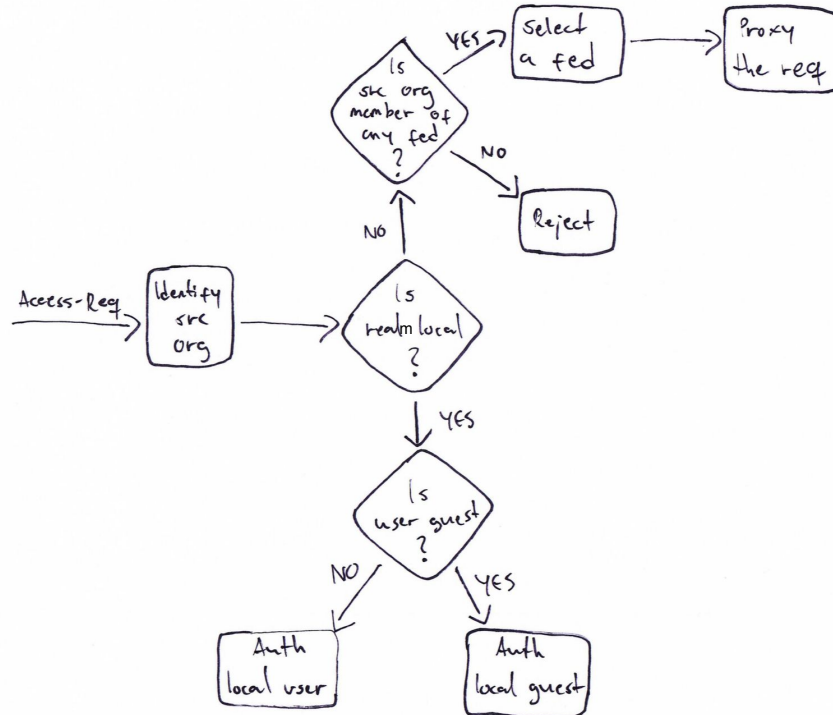 Is
src org
member of
any fed
?
YES
Select
a fed
Proxy
the req
NO
Reject
NO
Access-Req
Identify
src
org
Is
realm local
?
YES
Is
user guest
?
NO
YES
Auth
local user
Auth
local guest